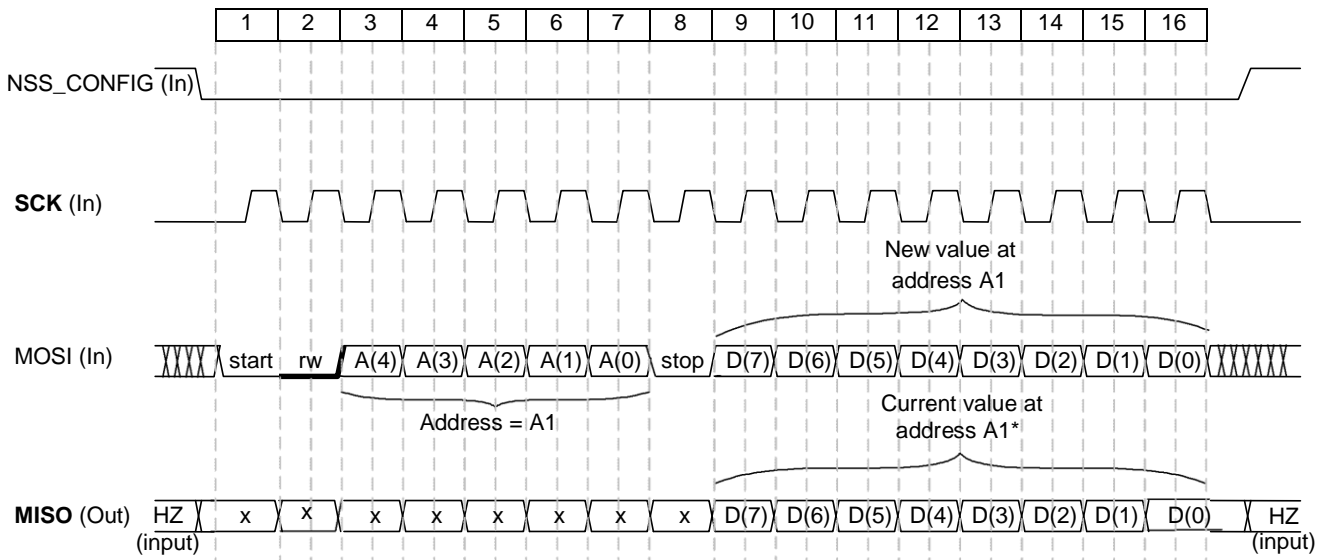 1 2 3 4 5 6 7 8 9 10 11 12 13 14 15 16
NSS_CONFIG (In)
SCK (In)
New value at
address A1
MOSI (In) start rw A(4) A(3) A(2) A(1) A(0) stop D(7) D(6) D(5) D(4) D(3) D(2) D(1) D(0)
Address = A1
Current value at
address A1*
MISO (Out) HZ x x x x x x x x D(7) D(6) D(5) D(4) D(3) D(2) D(1) D(0) HZ
(input) (input)